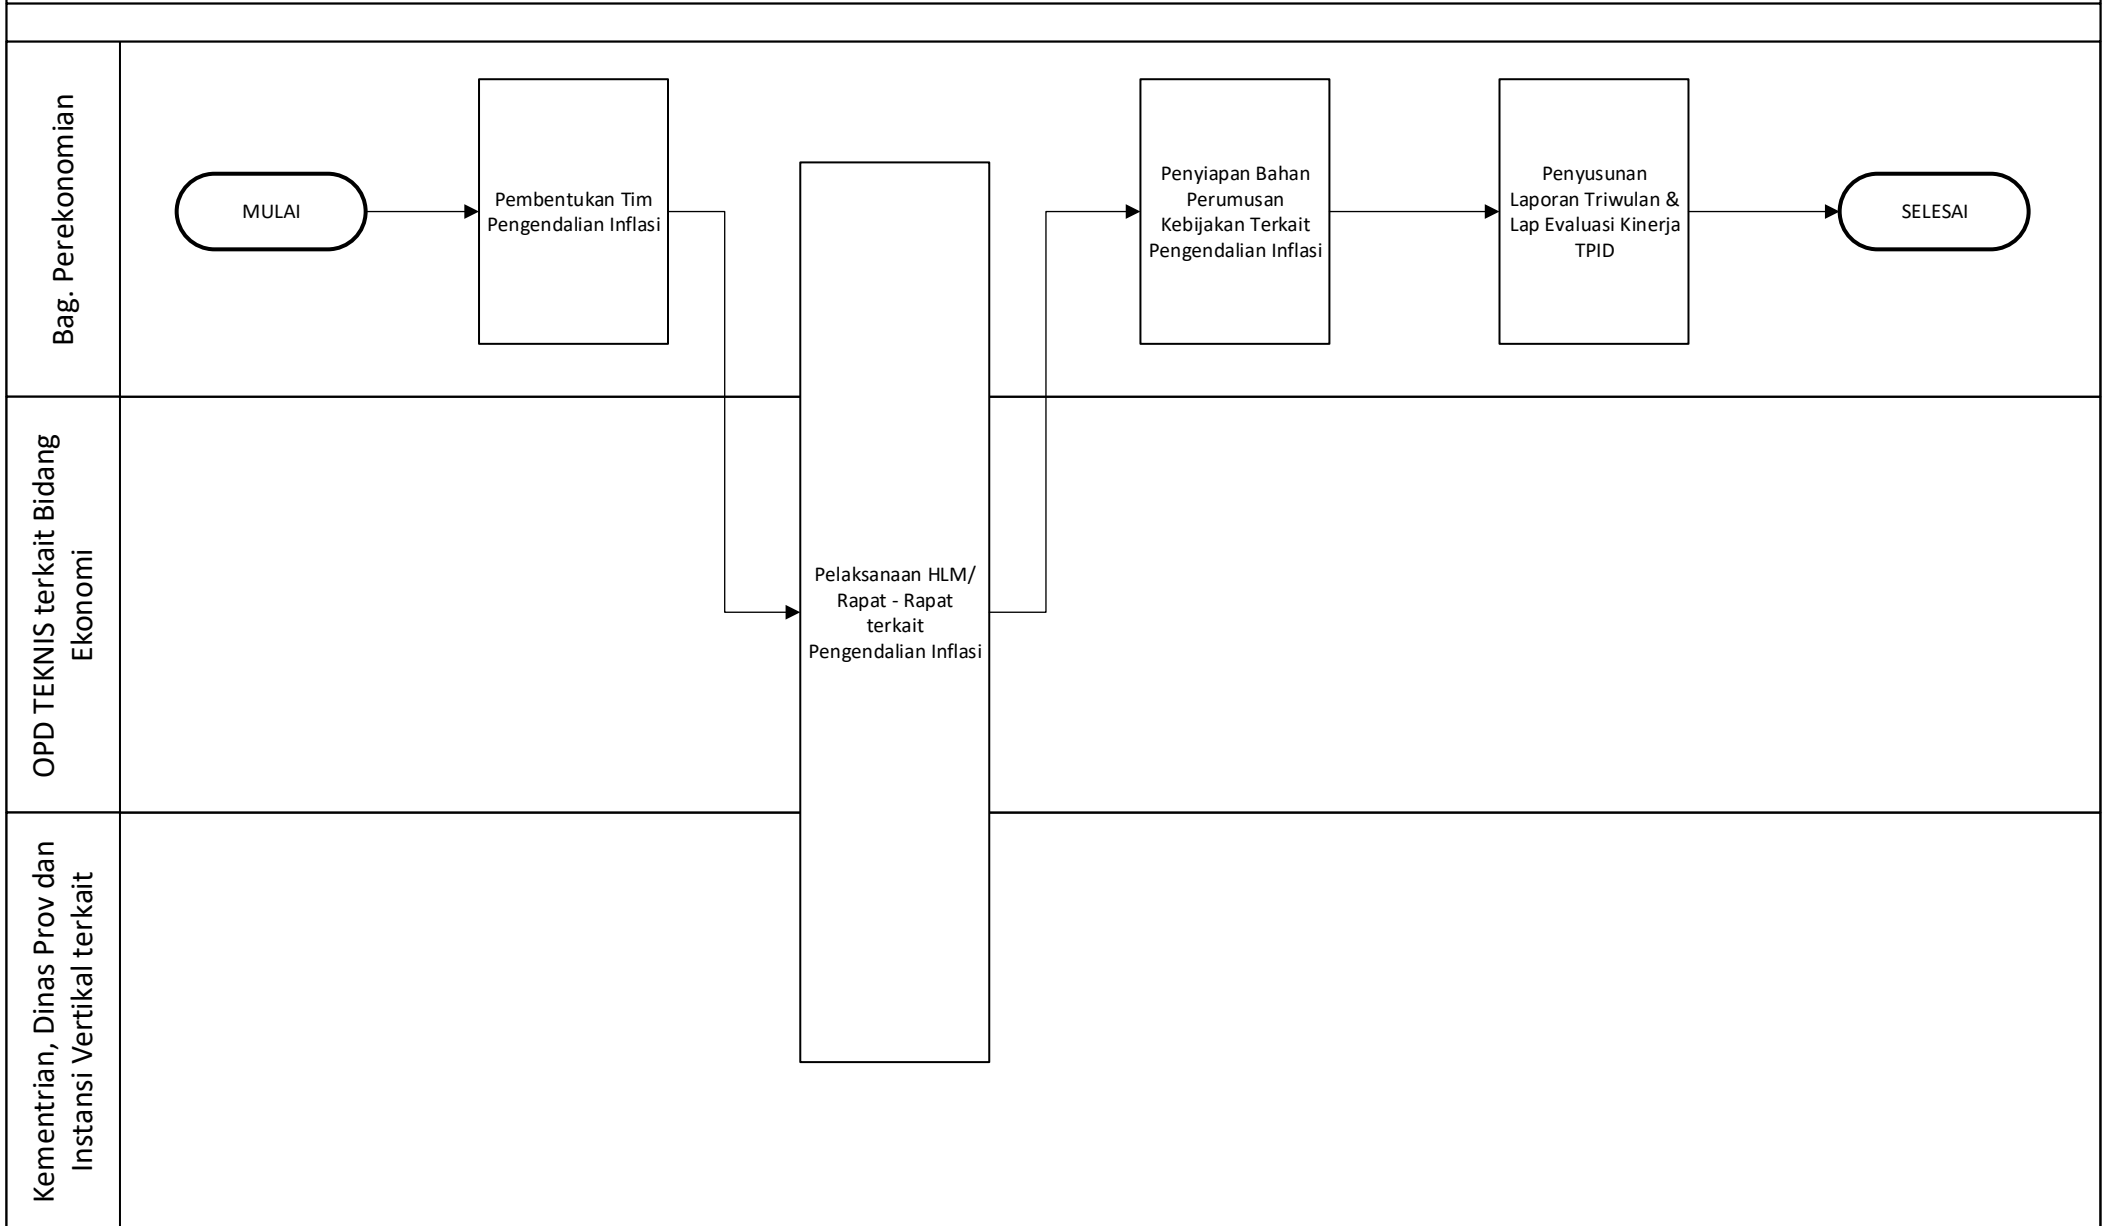 Bag. Perekonomian
MULAI
Pembentukan Tim
Pengendalian Inflasi
Penyiapan Bahan
Perumusan
Kebijakan Terkait
Pengendalian Inflasi
Penyusunan
Laporan Triwulan &
Lap Evaluasi Kinerja
TPID
SELESAI
OPD TEKNIS terkait Bidang
Ekonomi
Pelaksanaan HLM/
Rapat - Rapat
terkait
Pengendalian Inflasi
Kementrian, Dinas Prov dan
Instansi Vertikal terkait